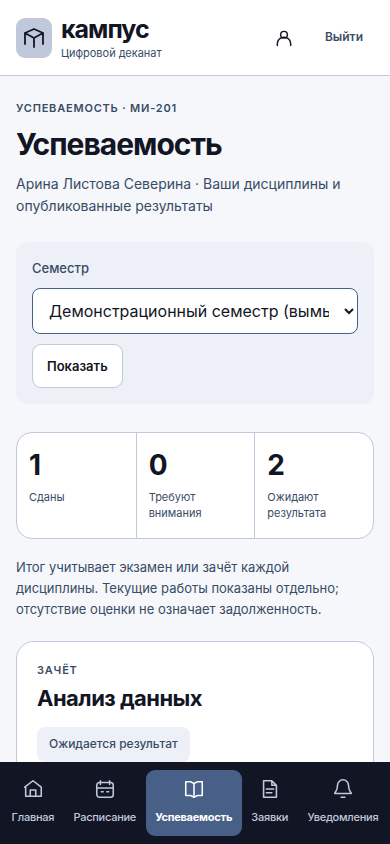 кампус
Цифровой деканат
Выйти
УСПЕВАЕМОСТЬ · МИ-201
Успеваемость
Арина Листова Северина · Ваши дисциплины и
опубликованные результаты
Семестр
Демонстрационный семестр (вымы
Показать
1
Сданы
0
Требуют
внимания
2
Ожидают
результата
Итог учитывает экзамен или зачёт каждой
дисциплины. Текущие работы показаны отдельно;
отсутствие оценки не означает задолженность.
ЗАЧЁТ
Анализ данных
Ожидается результат
Главная
Расписание
Успеваемость
Заявки
Уведомления